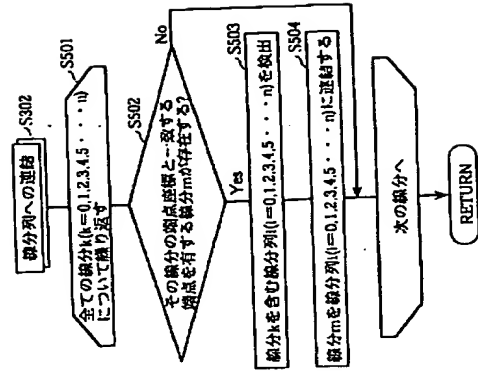 線分列への連結
S302
全ての線分k(k=0,1,2,3,4,5・・・n)
について繰り返す
S501
その線分の端点座標と一致する
端点を有する線分mが存在する?
S502
No
Yes
線分kを含む線分列i(i=0,1,2,3,4,5・・・n)を検出
S503
線分mを線分列i(i=0,1,2,3,4,5・・・n)に連結する
S504
次の線分へ
RETURN